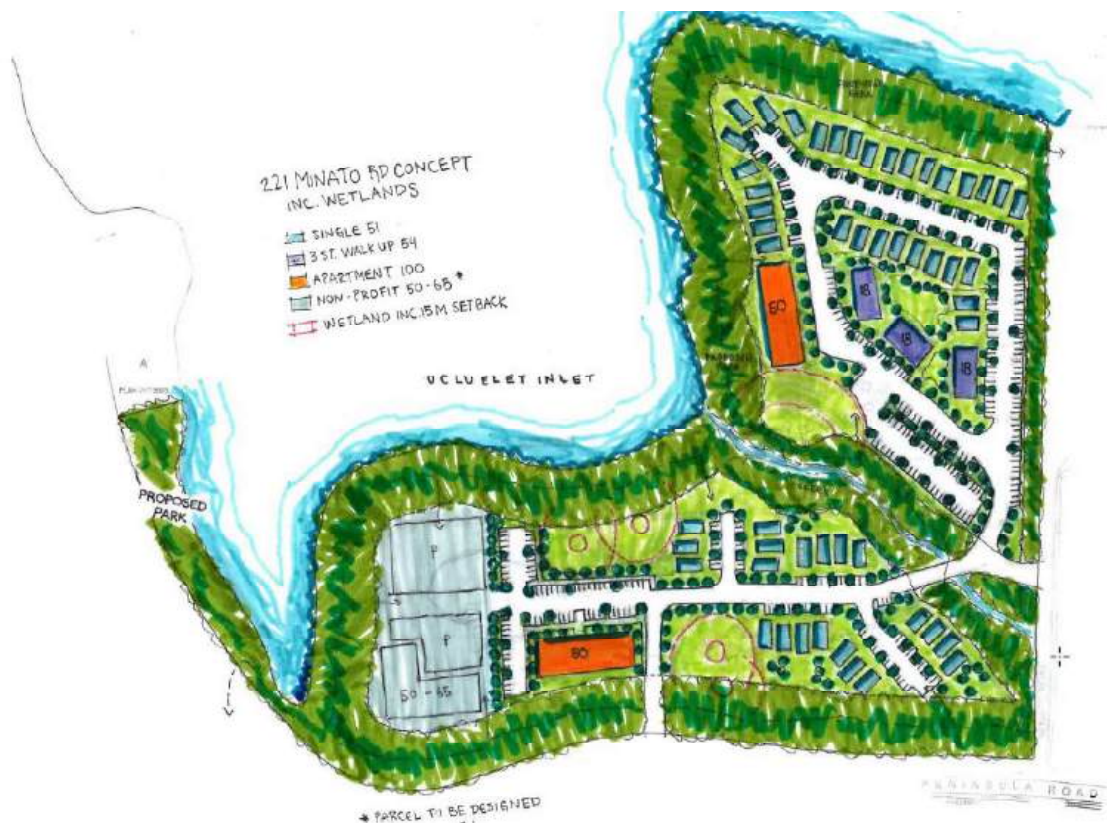 221 MINATO RD CONCEPT
INC. WETLANDS
SINGLE 51
3 ST. WALK UP 54
APARTMENT 100
NON-PROFIT 50-65 *
WETLAND INC. 15M SETBACK
UCLUELET INLET
PROPOSED
PARK
50
18
18
18
A
PROPOSED
PARK
P
P
50
50-65
* PARCEL TO BE DESIGNED
PENINSULA ROAD